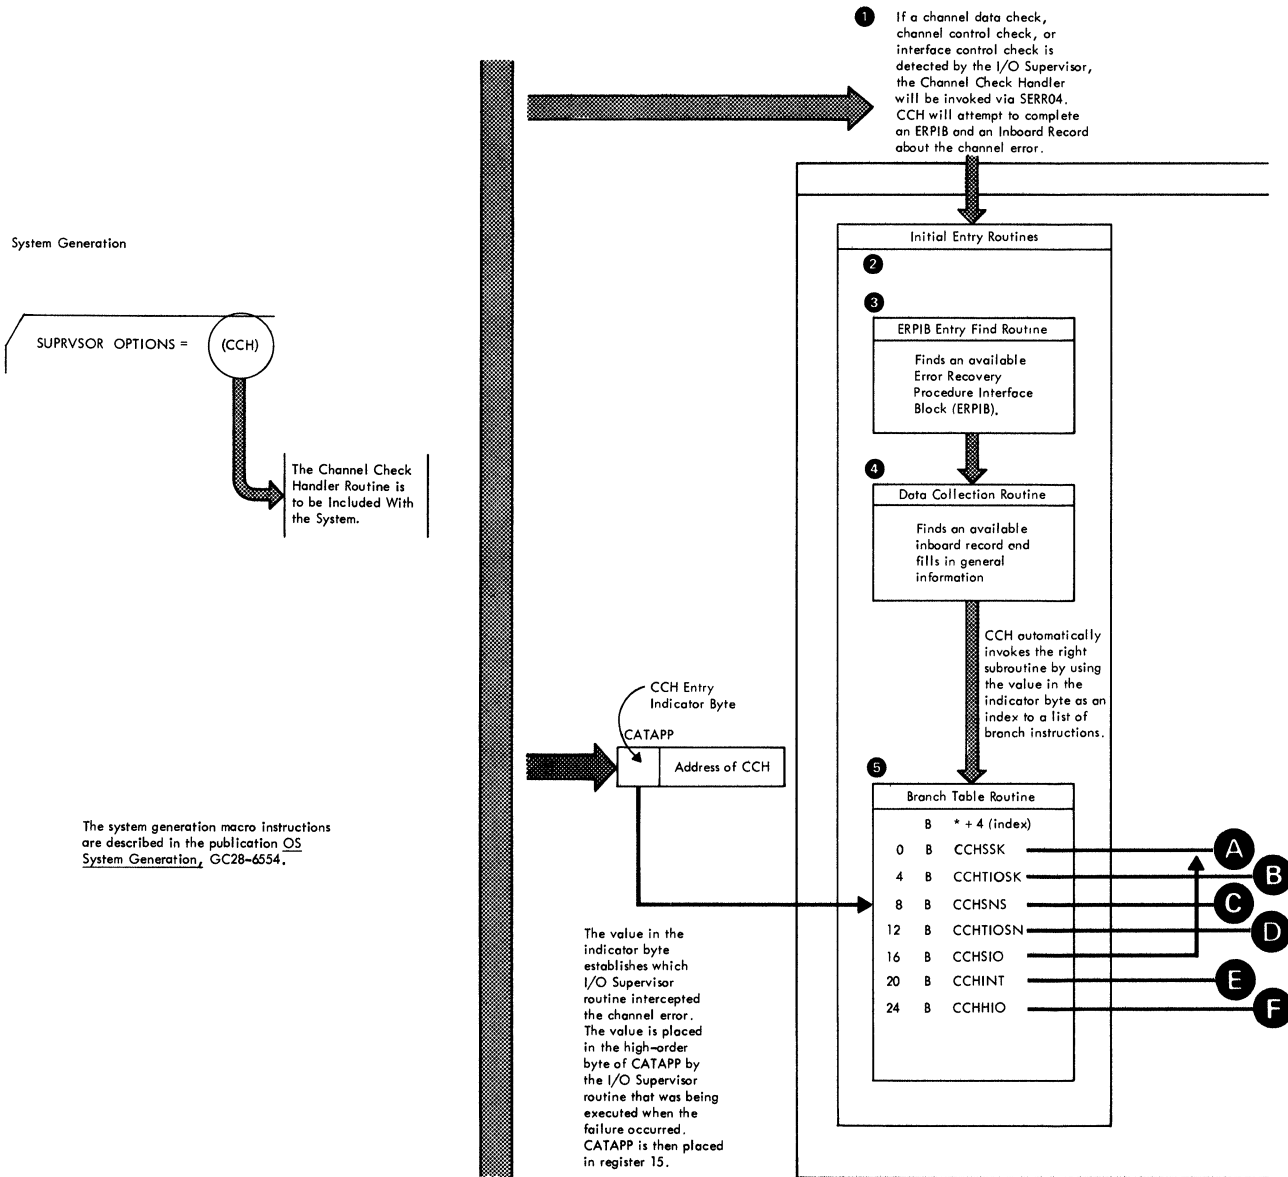 1 If a channel data check,
channel control check, or
interface control check is
detected by the I/O Supervisor,
the Channel Check Handler
will be invoked via SERR04.
CCH will attempt to complete
an ERPIB and an Inboard Record
about the channel error.
System Generation
SUPRVSOR OPTIONS = (CCH)
The Channel Check
Handler Routine is
to be Included With
the System.
The system generation macro instructions
are described in the publication OS
System Generation, GC28-6554.
Initial Entry Routines
2
3
ERPIB Entry Find Routine
Finds an available
Error Recovery
Procedure Interface
Block (ERPIB).
4
Data Collection Routine
Finds an available
inboard record and
fills in general
information
CCH automatically
invokes the right
subroutine by using
the value in the
indicator byte as an
index to a list of
branch instructions.
CCH Entry
Indicator Byte
CATAPP
Address of CCH
5
Branch Table Routine
B * + 4 (index)
0 B CCHSSK A
4 B CCHTIOSK B
8 B CCHSNS C
12 B CCHTIOSN D
16 B CCHSIO
20 B CCHINT E
24 B CCHHIO F
The value in the
indicator byte
establishes which
I/O Supervisor
routine intercepted
the channel error.
The value is placed
in the high-order
byte of CATAPP by
the I/O Supervisor
routine that was being
executed when the
failure occurred.
CATAPP is then placed
in register 15.